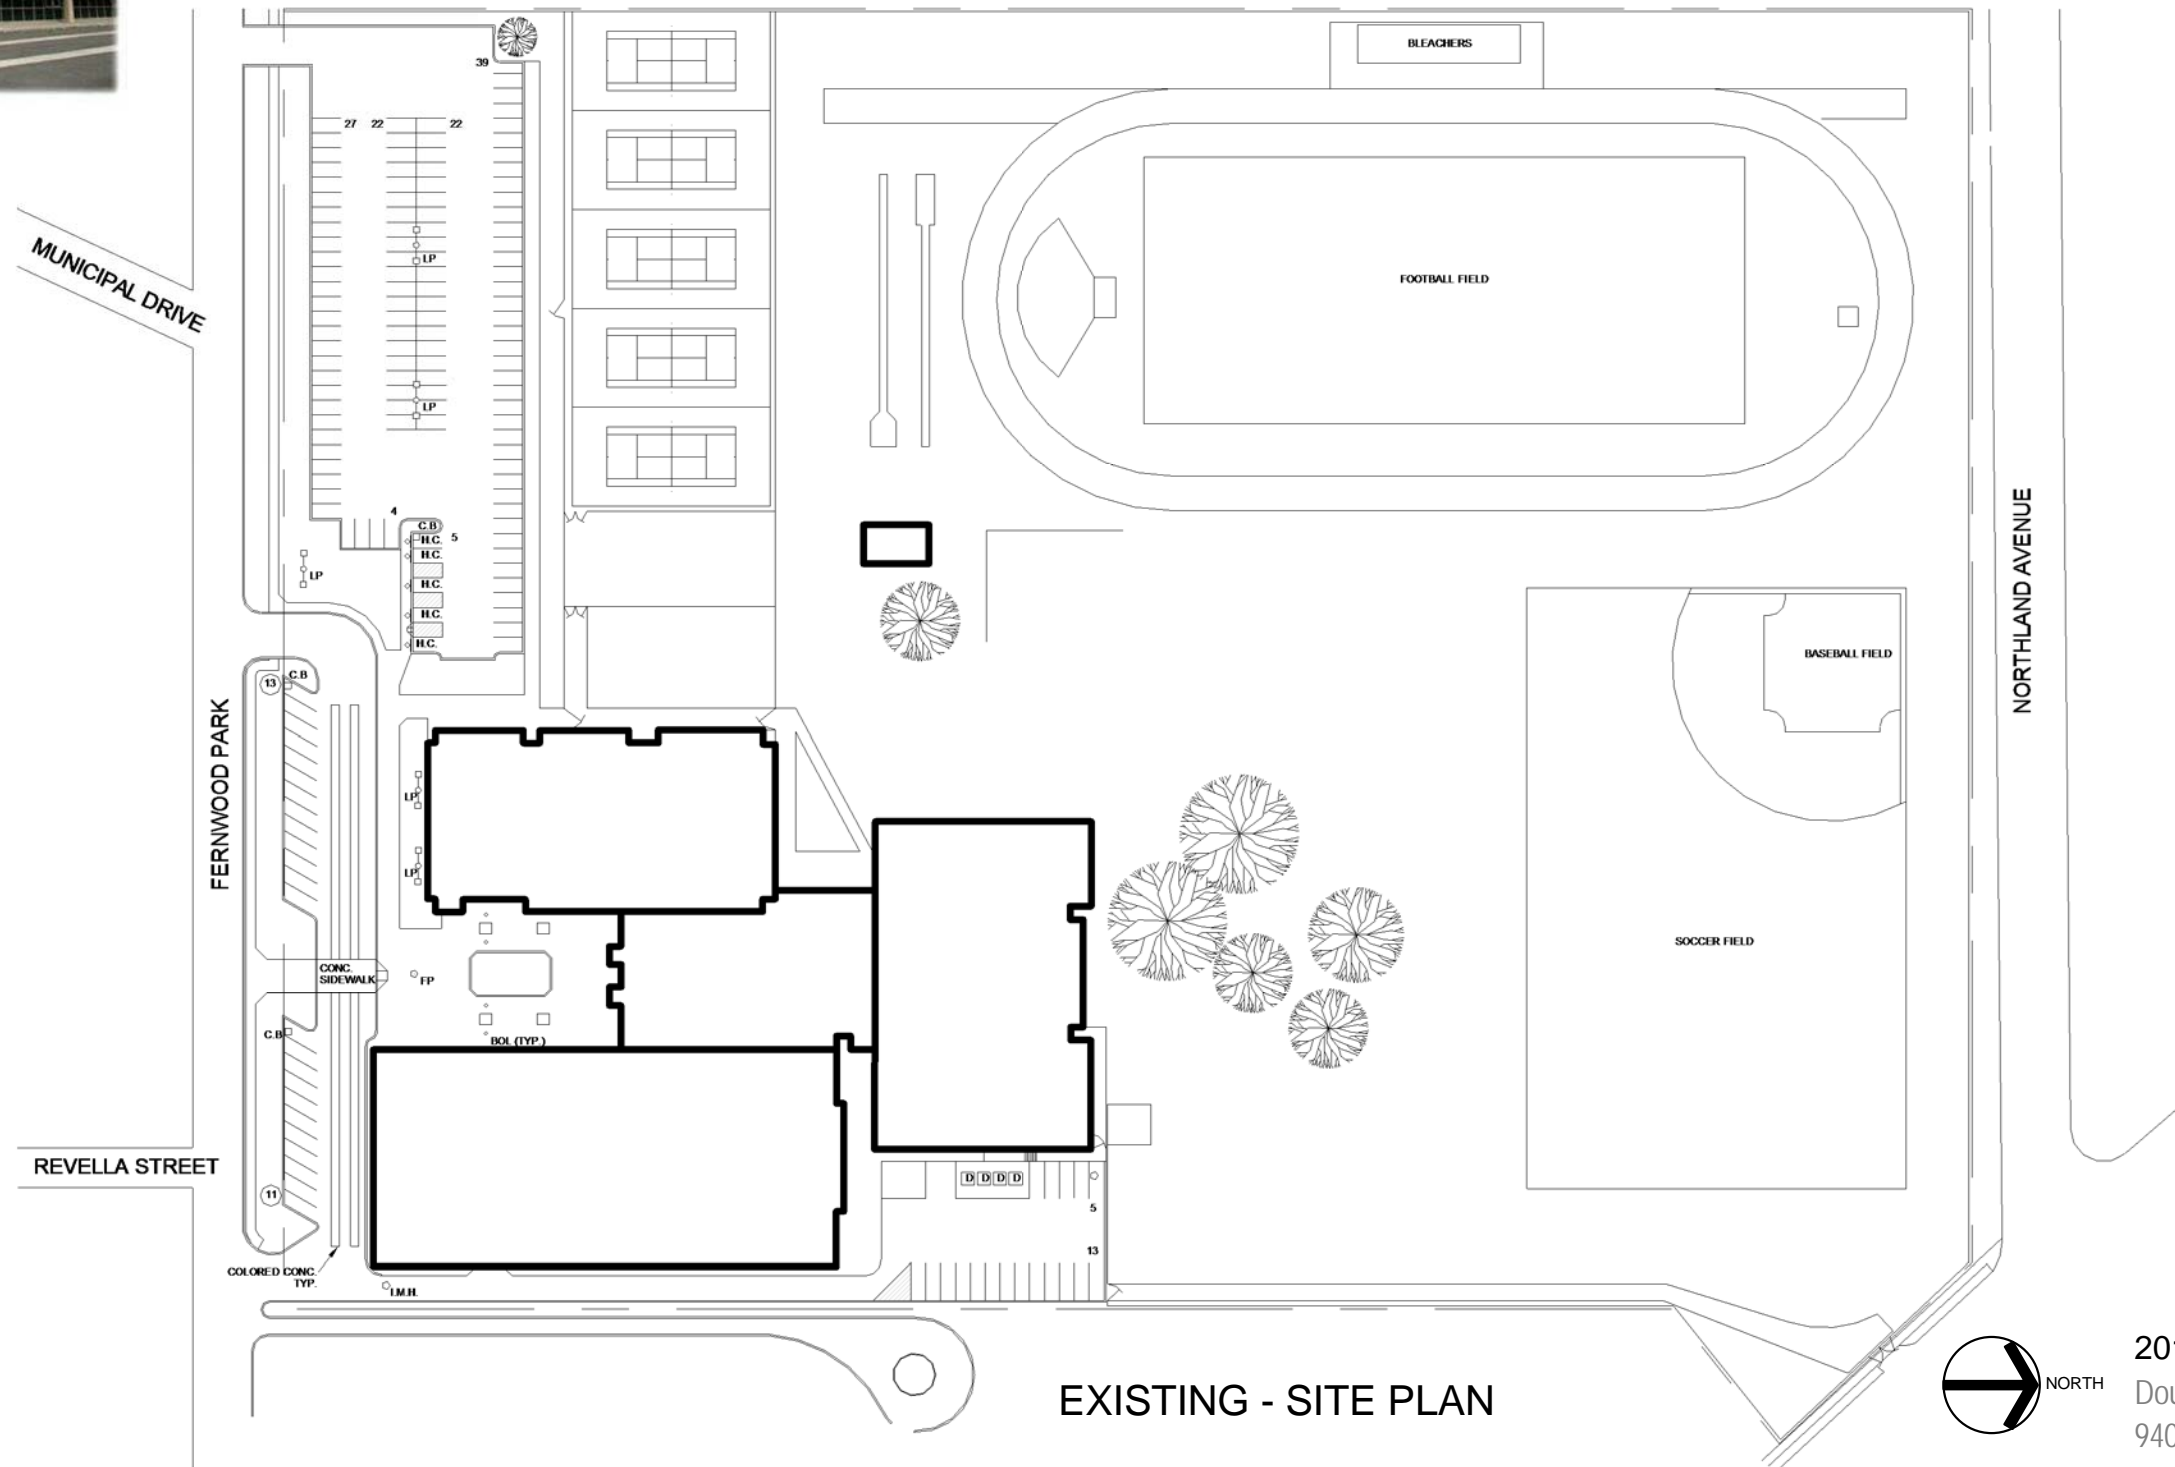 BLEACHERS
39
27 22 22
MUNICIPAL DRIVE
LP
FOOTBALL FIELD
LP
4
C.B
5
H.C.
H.C.
H.C.
H.C.
H.C.
LP
NORTHLAND AVENUE
BASEBALL FIELD
13
C.B
FERNWOOD PARK
LP
LP
SOCCER FIELD
CONC.
SIDEWALK
FP
C.B
BOL (TYP.)
REVELLA STREET
D D D D
11
5
13
COLORED CONC.
TYP.
I.M.H.
EXISTING - SITE PLAN
NORTH